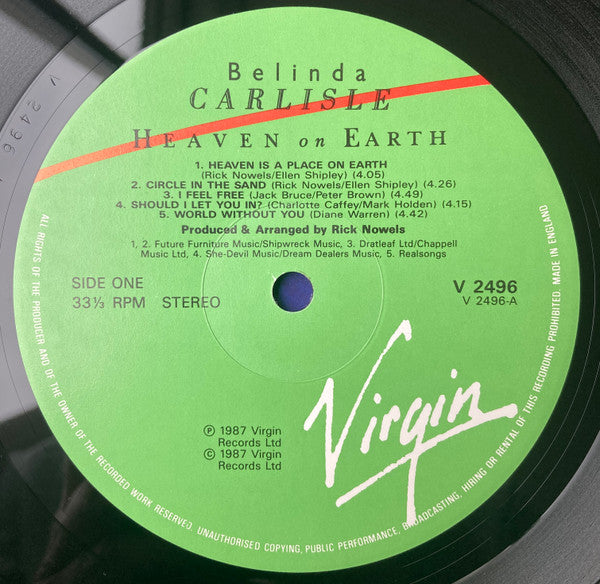 Belinda
CARLISLE
HEAVEN on EARTH
1. HEAVEN IS A PLACE ON EARTH
(Rick Nowels/Ellen Shipley) (4.05)
2. CIRCLE IN THE SAND (Rick Nowels/Ellen Shipley) (4.26)
3. I FEEL FREE (Jack Bruce/Peter Brown) (4.49)
4. SHOULD I LET YOU IN? (Charlotte Caffey/Mark Holden) (4.15)
5. WORLD WITHOUT YOU (Diane Warren) (4.42)
Produced & Arranged by Rick Nowels
1, 2. Future Furniture Music/Shipwreck Music, 3. Dratleaf Ltd/Chappell
Music Ltd, 4. She-Devil Music/Dream Dealers Music, 5. Realsongs
SIDE ONE
33⅓ RPM STEREO
V 2496
V 2496-A
Virgin
℗ 1987 Virgin
Records Ltd
© 1987 Virgin
Records Ltd
ALL RIGHTS OF THE PRODUCER AND OF THE OWNER OF THE RECORDED WORK RESERVED. UNAUTHORISED COPYING, PUBLIC PERFORMANCE, BROADCASTING, HIRING OR RENTAL OF THIS RECORDING PROHIBITED. MADE IN ENGLAND
V 2496